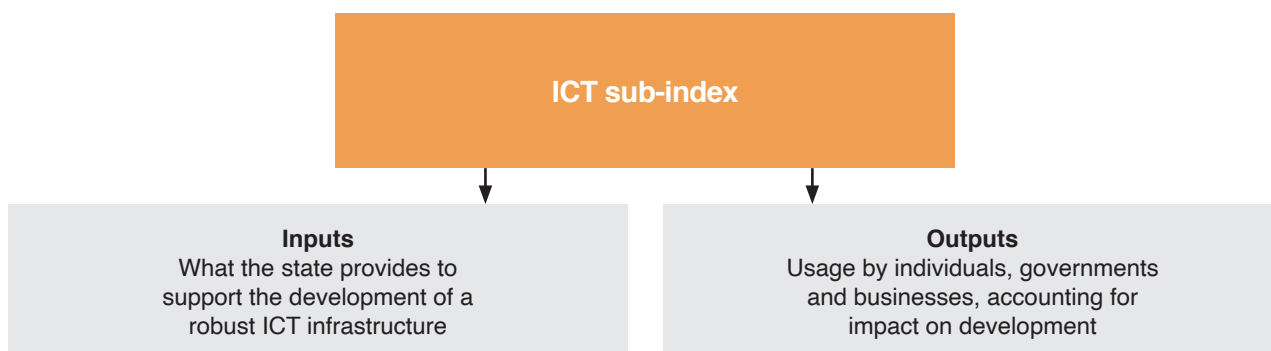 ICT sub-index
Inputs
What the state provides to
support the development of a
robust ICT infrastructure
Outputs
Usage by individuals, governments
and businesses, accounting for
impact on development